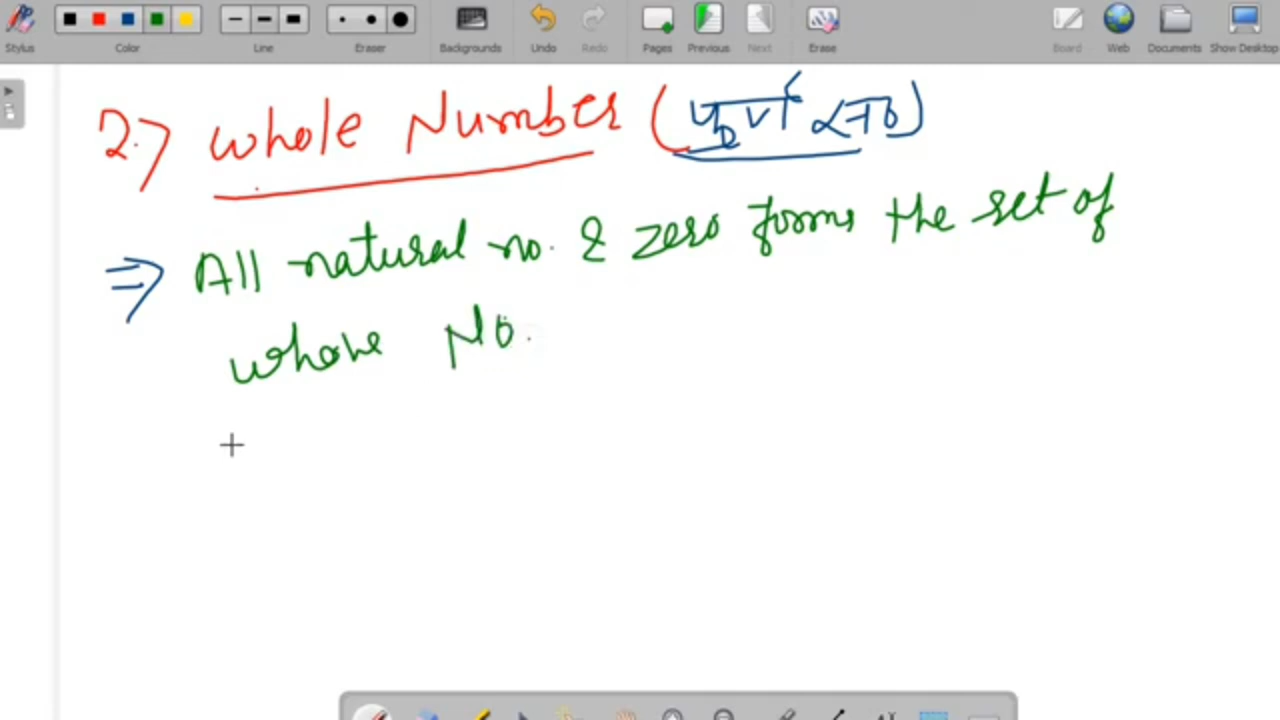 Stylus Color Line Eraser Backgrounds Undo Redo Pages Previous Next Erase Board Web Documents Show Desktop
2.) whole Number (पूर्ण
⇒ All natural no. & zero forms the set of
whole No.